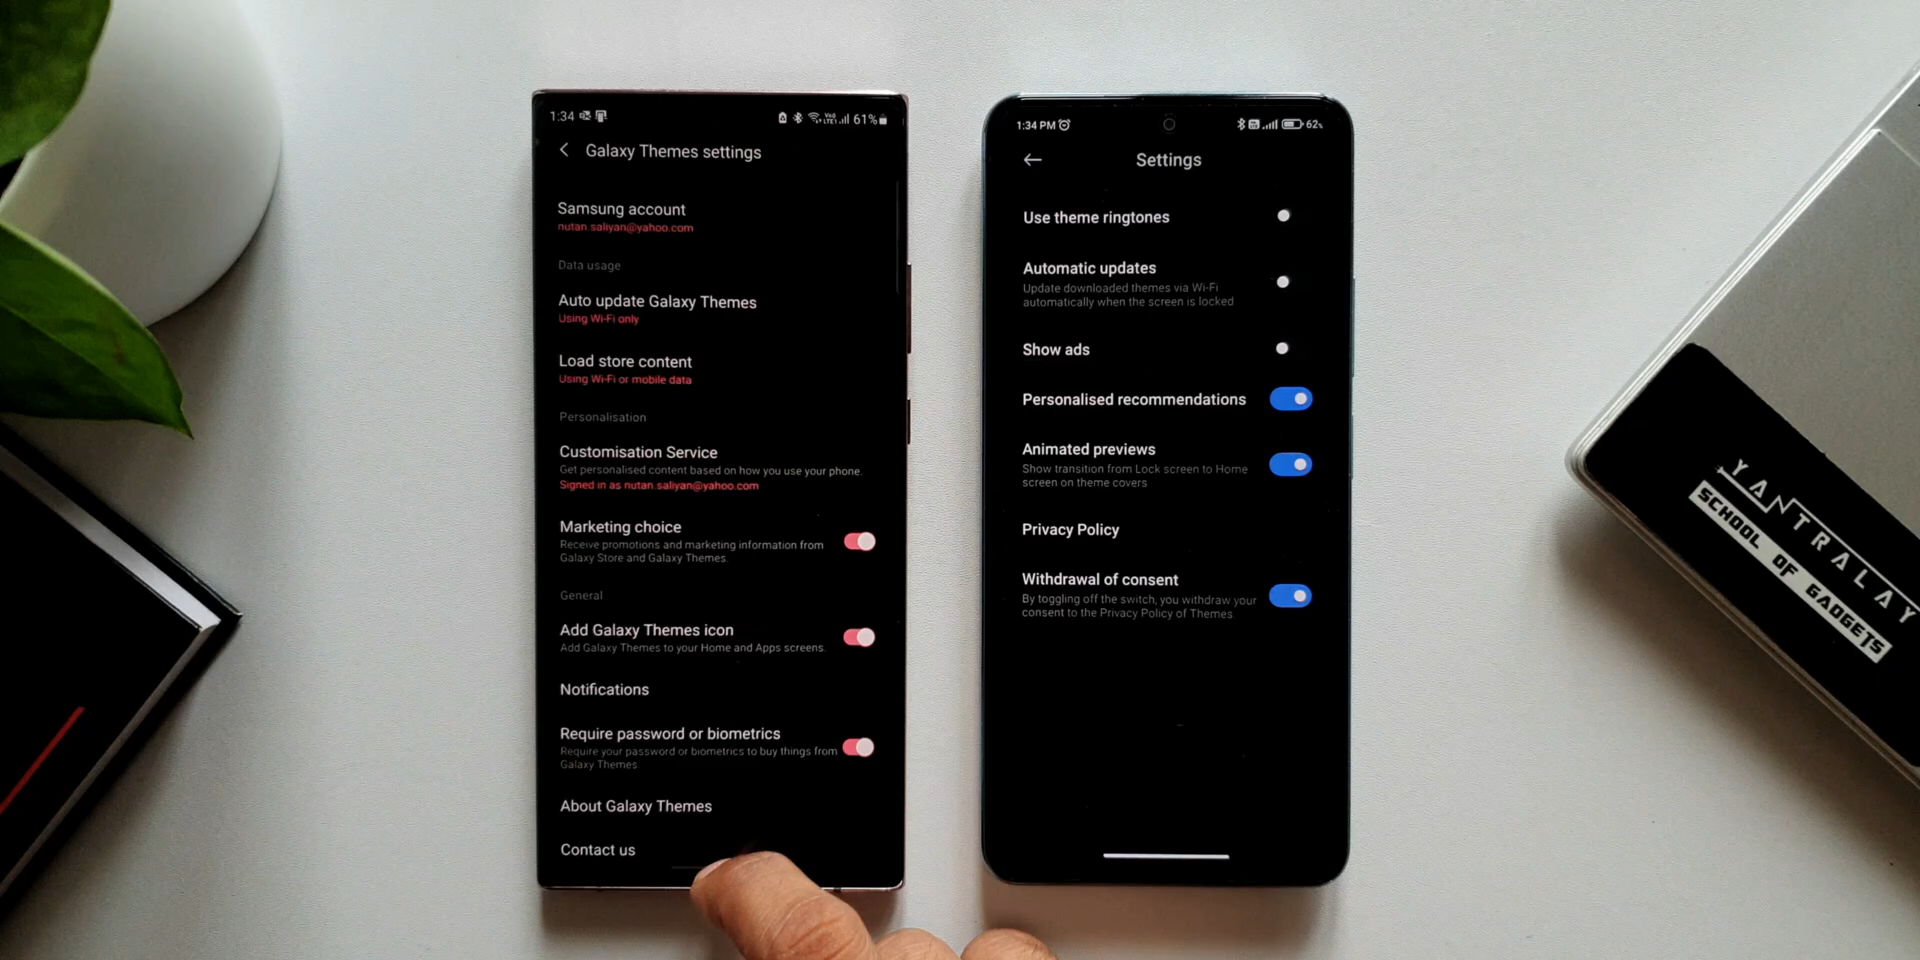 1:34
61%
Galaxy Themes settings
Samsung account
nutan.saliyan@yahoo.com
Data usage
Auto update Galaxy Themes
Using Wi-Fi only
Load store content
Using Wi-Fi or mobile data
Personalisation
Customisation Service
Get personalised content based on how you use your phone.
Signed in as nutan.saliyan@yahoo.com
Marketing choice
Receive promotions and marketing information from
Galaxy Store and Galaxy Themes.
General
Add Galaxy Themes icon
Add Galaxy Themes to your Home and Apps screens.
Notifications
Require password or biometrics
Require your password or biometrics to buy things from
Galaxy Themes.
About Galaxy Themes
Contact us
1:34 PM
62%
Settings
Use theme ringtones
Automatic updates
Update downloaded themes via Wi-Fi
automatically when the screen is locked
Show ads
Personalised recommendations
Animated previews
Show transition from Lock screen to Home
screen on theme covers
Privacy Policy
Withdrawal of consent
By toggling off the switch, you withdraw your
consent to the Privacy Policy of Themes
YANTRALAY
SCHOOL OF GADGETS